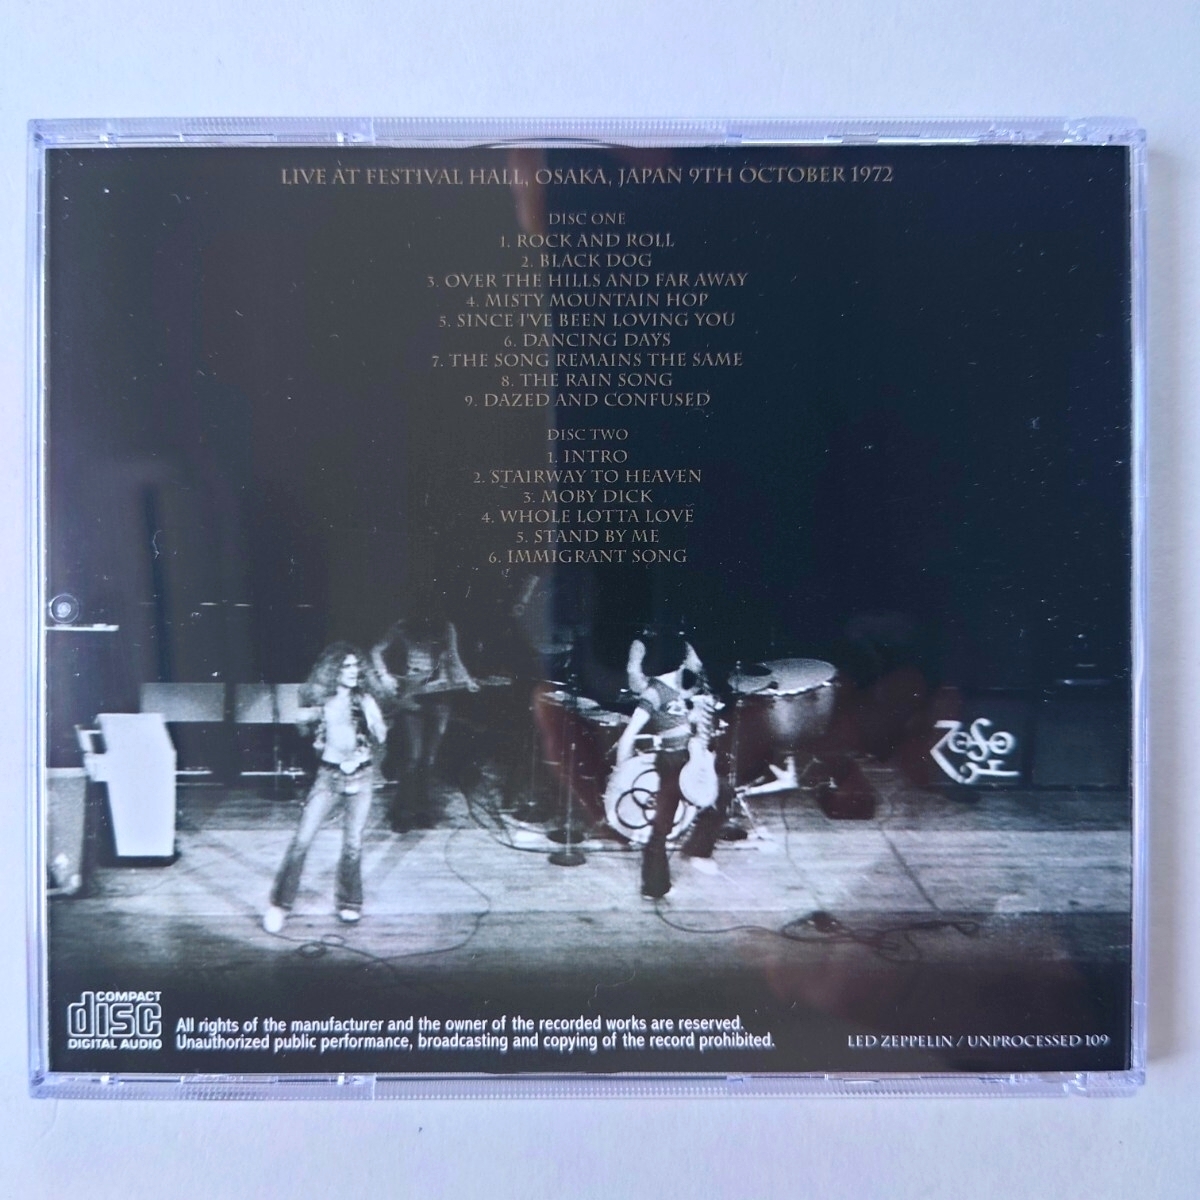 LIVE AT FESTIVAL HALL, OSAKA, JAPAN 9TH OCTOBER 1972
DISC ONE
1. ROCK AND ROLL
2. BLACK DOG
3. OVER THE HILLS AND FAR AWAY
4. MISTY MOUNTAIN HOP
5. SINCE I'VE BEEN LOVING YOU
6. DANCING DAYS
7. THE SONG REMAINS THE SAME
8. THE RAIN SONG
9. DAZED AND CONFUSED
DISC TWO
1. INTRO
2. STAIRWAY TO HEAVEN
3. MOBY DICK
4. WHOLE LOTTA LOVE
5. STAND BY ME
6. IMMIGRANT SONG
ZOSO
COMPACT
disc
DIGITAL AUDIO
All rights of the manufacturer and the owner of the recorded works are reserved.
Unauthorized public performance, broadcasting and copying of the record prohibited.
LED ZEPPELIN / UNPROCESSED 109